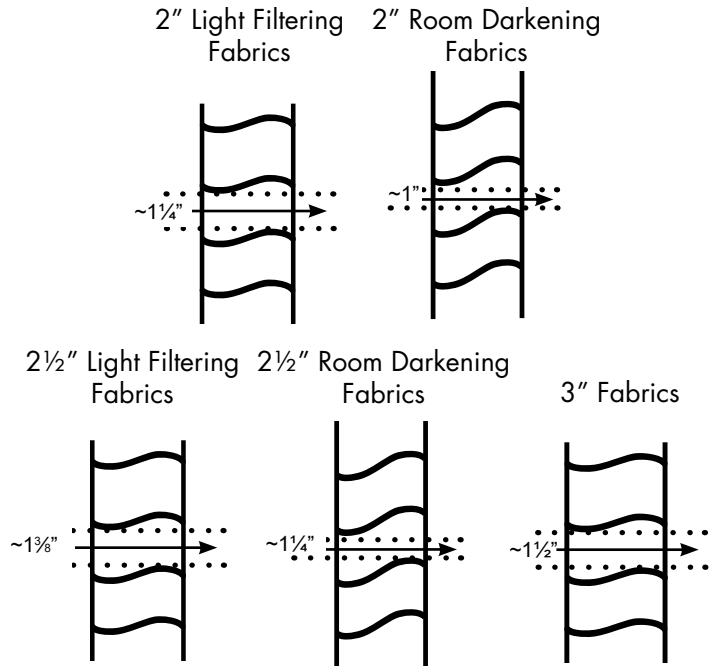 2” Light Filtering
Fabrics
2” Room Darkening
Fabrics
~1¼”
~1”
2½” Light Filtering
Fabrics
2½” Room Darkening
Fabrics
3” Fabrics
~1⅜”
~1¼”
~1½”